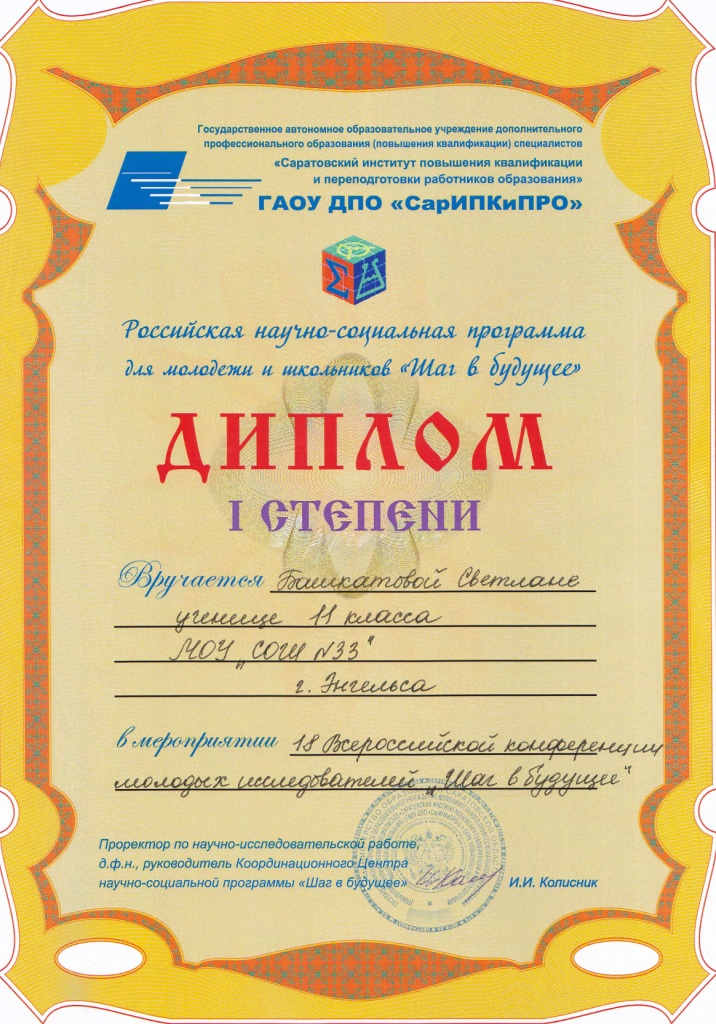 Государственное автономное образовательное учреждение дополнительного
профессионального образования (повышения квалификации) специалистов
«Саратовский институт повышения квалификации
и переподготовки работников образования»
ГАОУ ДПО «СарИПКиПРО»
Российская научно-социальная программа
для молодежи и школьников «Шаг в будущее»
ДИПЛОМ
I СТЕПЕНИ
Вручается Башкатовой Светлане
ученице 11 класса
МОУ „СОШ №33"
г. Энгельса
в мероприятии 18 Всероссийской конференции
молодых исследователей „Шаг в будущее"
Проректор по научно-исследовательской работе,
д.ф.н., руководитель Координационного Центра
научно-социальной программы «Шаг в будущее» И.И. Колисник